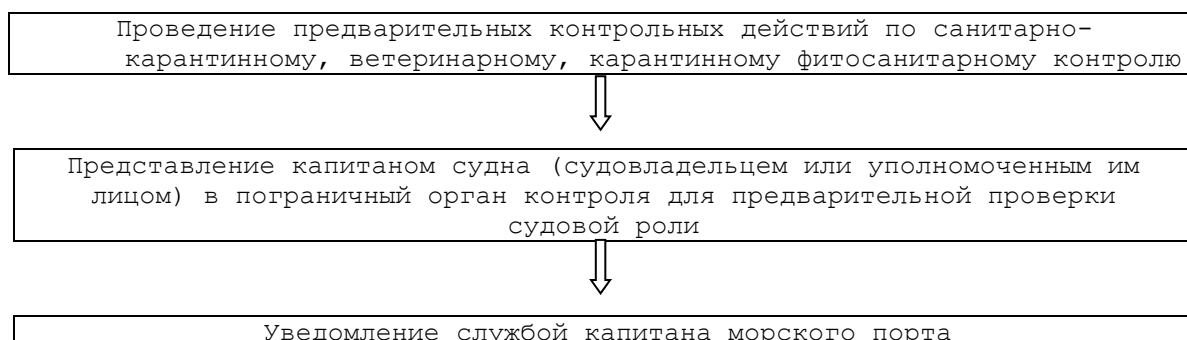 Проведение предварительных контрольных действий по санитарно-
карантинному, ветеринарному, карантинному фитосанитарному контролю
Представление капитаном судна (судовладельцем или уполномоченным им
лицом) в пограничный орган контроля для предварительной проверки
судовой роли
Уведомление службой капитана морского порта